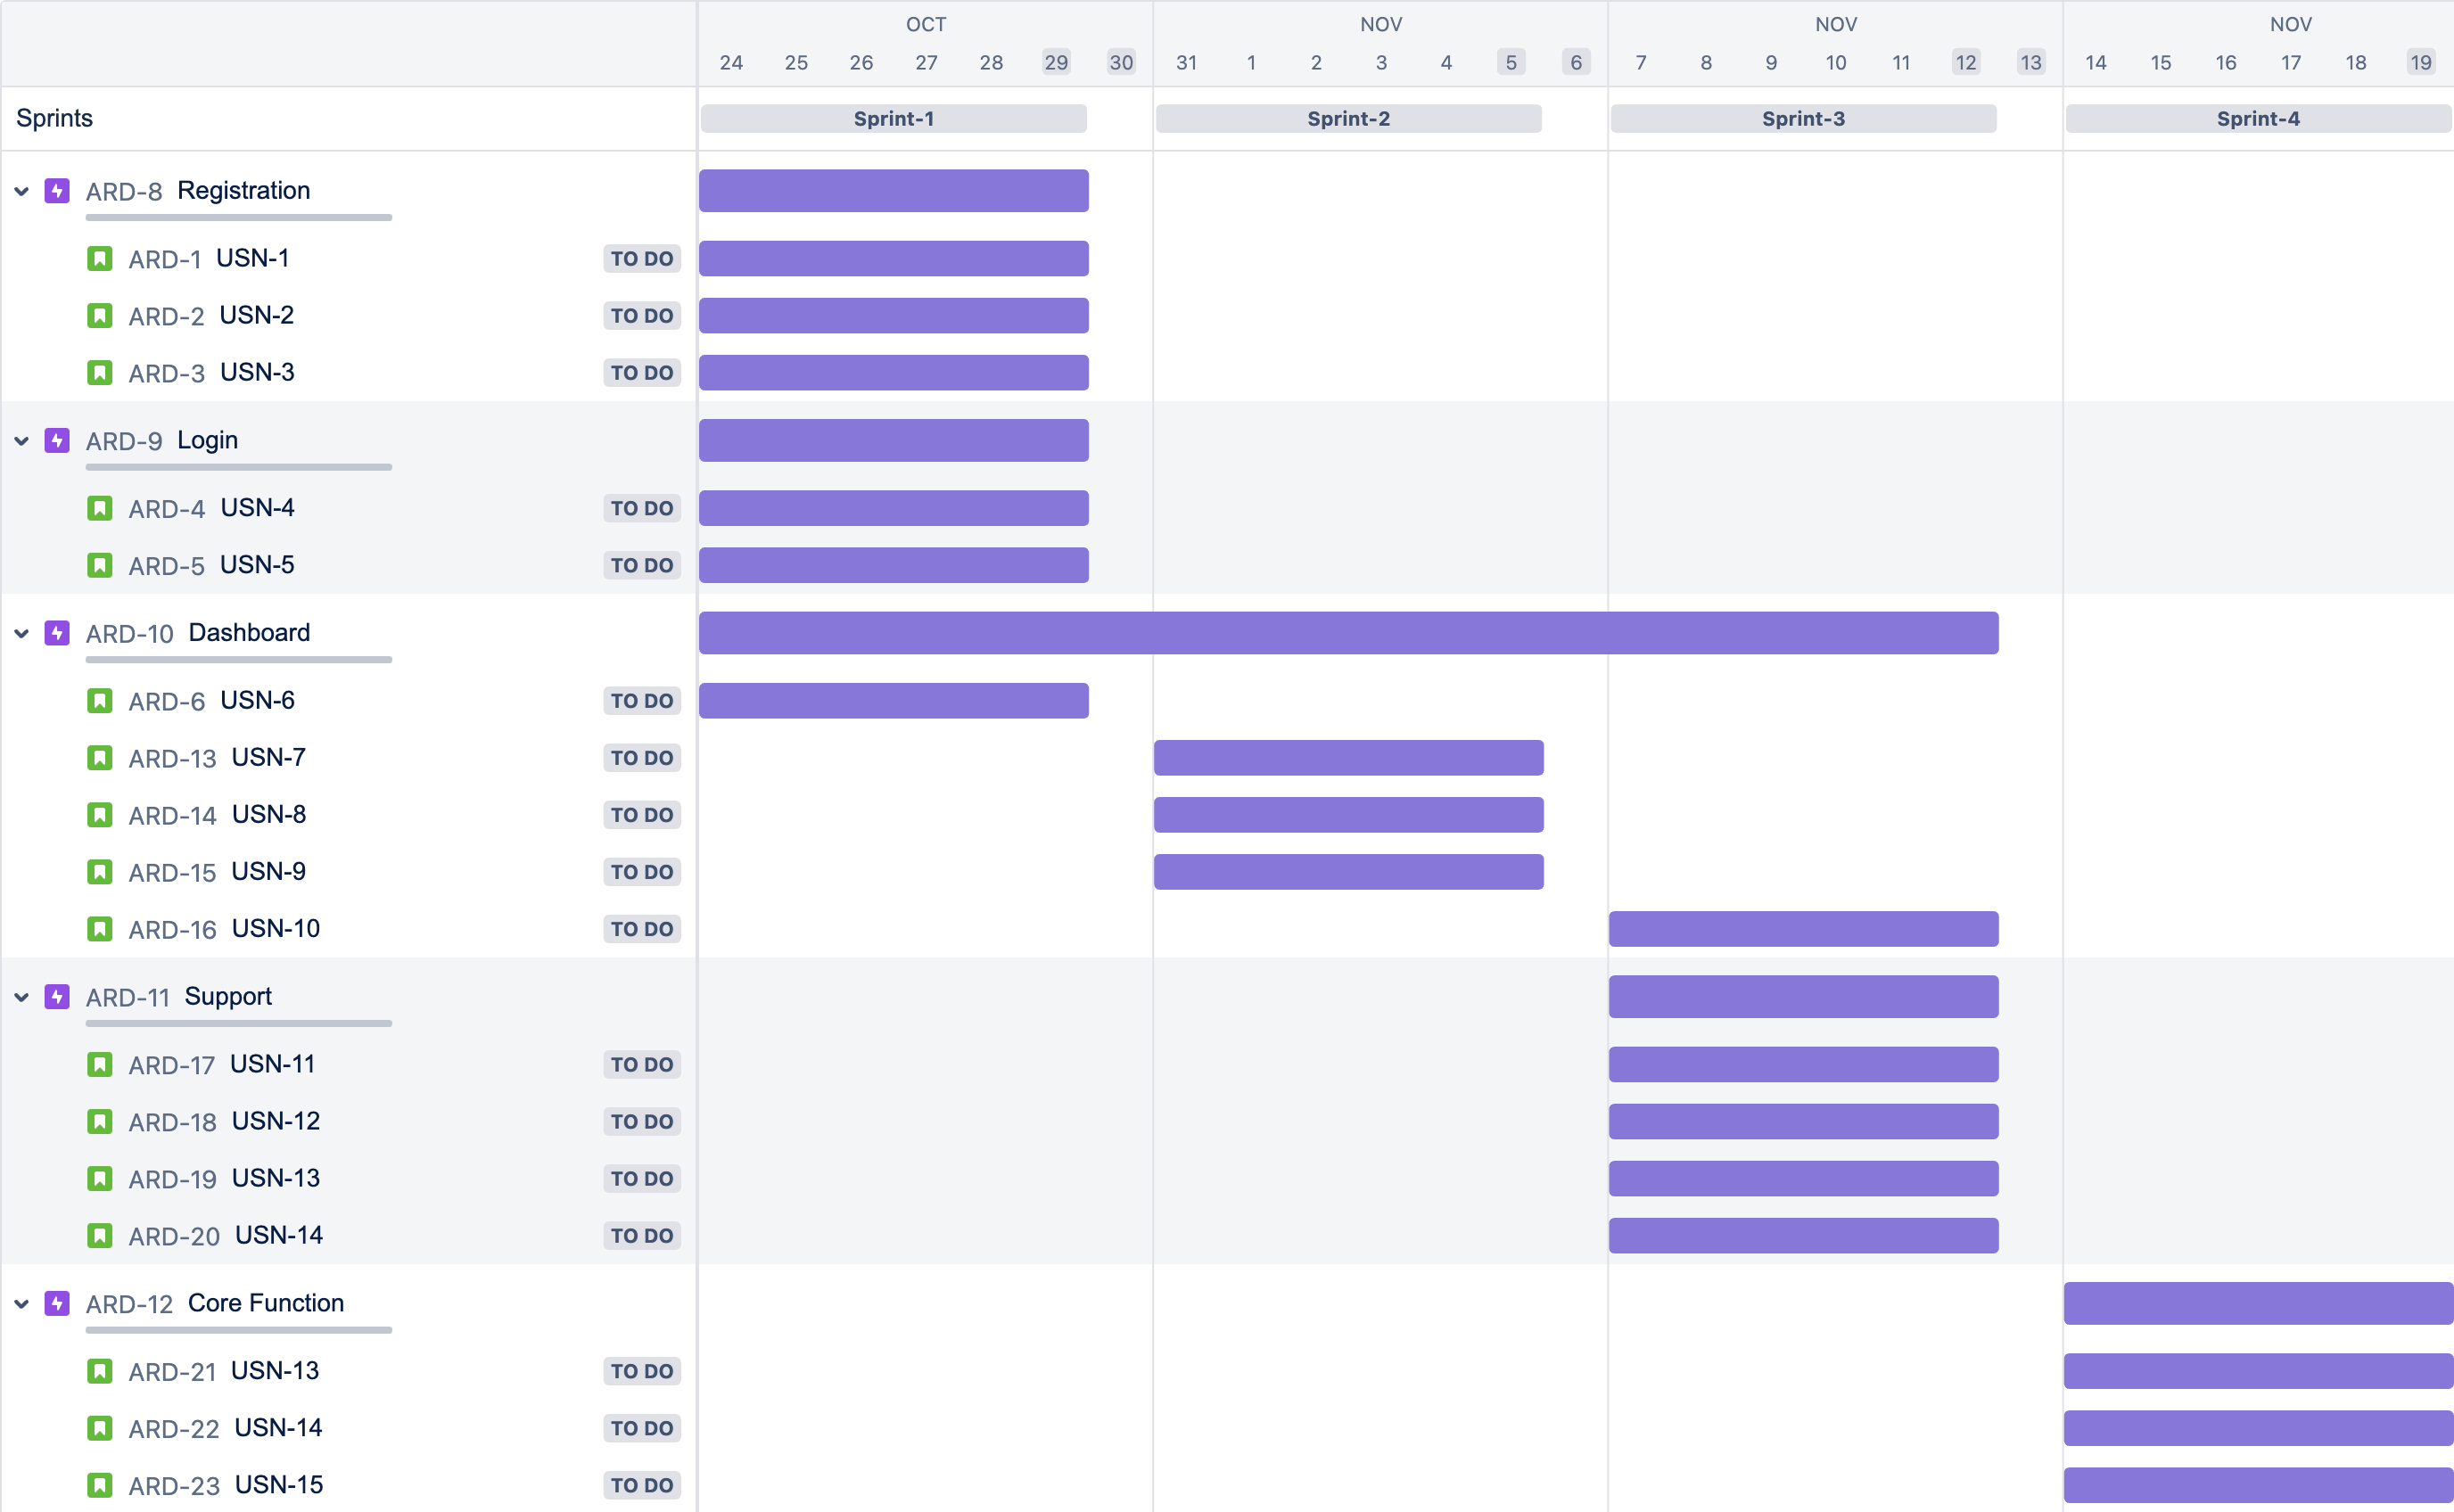 OCT NOV NOV NOV
24 25 26 27 28 29 30 31 1 2 3 4 5 6 7 8 9 10 11 12 13 14 15 16 17 18 19
Sprints Sprint-1 Sprint-2 Sprint-3 Sprint-4
ARD-8 Registration
ARD-1 USN-1 TO DO
ARD-2 USN-2 TO DO
ARD-3 USN-3 TO DO
ARD-9 Login
ARD-4 USN-4 TO DO
ARD-5 USN-5 TO DO
ARD-10 Dashboard
ARD-6 USN-6 TO DO
ARD-13 USN-7 TO DO
ARD-14 USN-8 TO DO
ARD-15 USN-9 TO DO
ARD-16 USN-10 TO DO
ARD-11 Support
ARD-17 USN-11 TO DO
ARD-18 USN-12 TO DO
ARD-19 USN-13 TO DO
ARD-20 USN-14 TO DO
ARD-12 Core Function
ARD-21 USN-13 TO DO
ARD-22 USN-14 TO DO
ARD-23 USN-15 TO DO